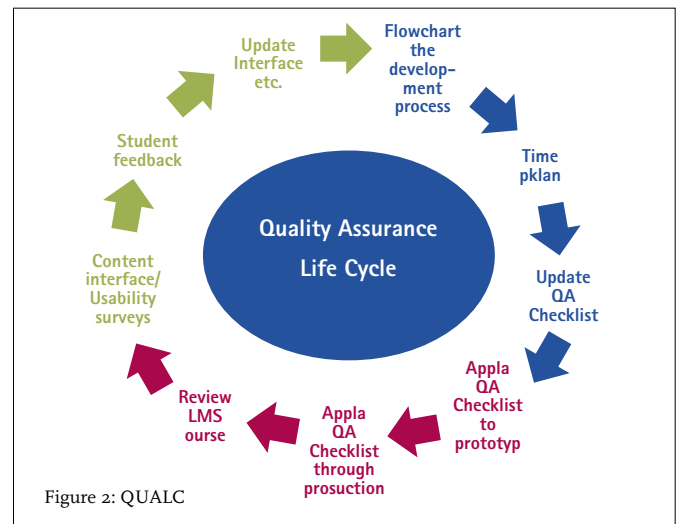 Flowchart
the
develop-
ment
process
Time
pklan
Update
QA
Checklist
Appla
QA
Checklist
to
prototyp
Appla
QA
Checklist
through
prosuction
Review
LMS
ourse
Content
interface/
Usability
surveys
Student
feedback
Update
Interface
etc.
Quality Assurance
Life Cycle
Figure 2: QUALC